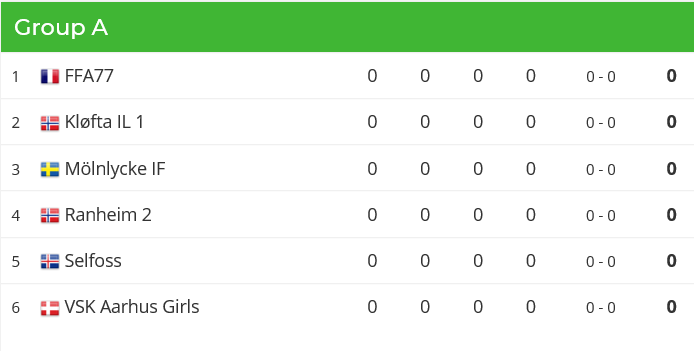 Group A
1 FFA77 0 0 0 0 0 - 0 0
2 Kløfta IL 1 0 0 0 0 0 - 0 0
3 Mölnlycke IF 0 0 0 0 0 - 0 0
4 Ranheim 2 0 0 0 0 0 - 0 0
5 Selfoss 0 0 0 0 0 - 0 0
6 VSK Aarhus Girls 0 0 0 0 0 - 0 0